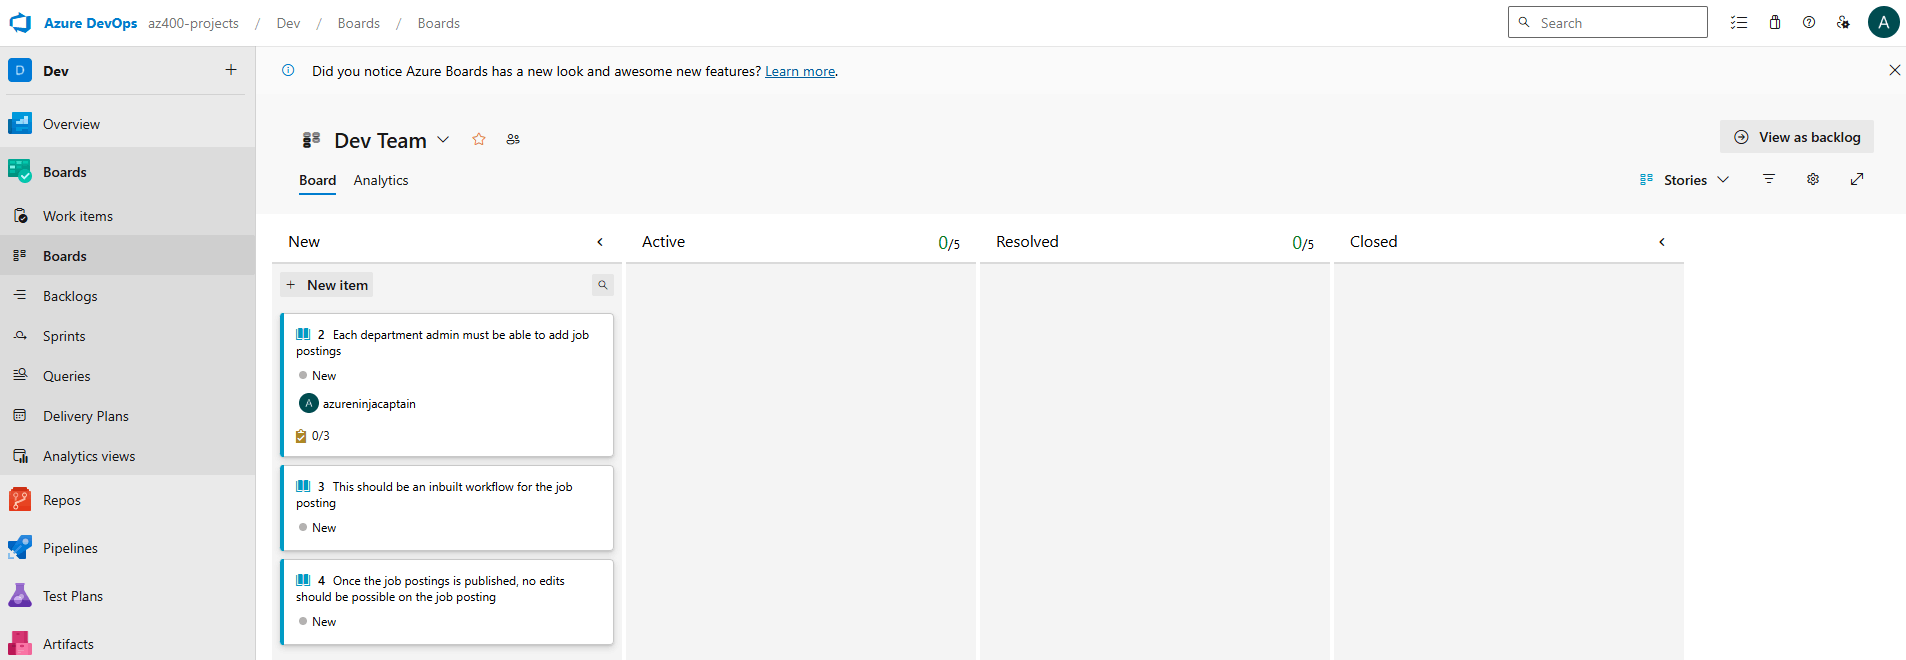 Azure DevOps az400-projects / Dev / Boards / Boards
Search
A
D Dev
Did you notice Azure Boards has a new look and awesome new features? Learn more.
Overview
Boards
Work items
Boards
Backlogs
Sprints
Queries
Delivery Plans
Analytics views
Repos
Pipelines
Test Plans
Artifacts
Dev Team
View as backlog
Board Analytics
Stories
New
Active 0/5
Resolved 0/5
Closed
New item
2 Each department admin must be able to add job
postings
New
A azureninjacaptain
0/3
3 This should be an inbuilt workflow for the job
posting
New
4 Once the job postings is published, no edits
should be possible on the job posting
New